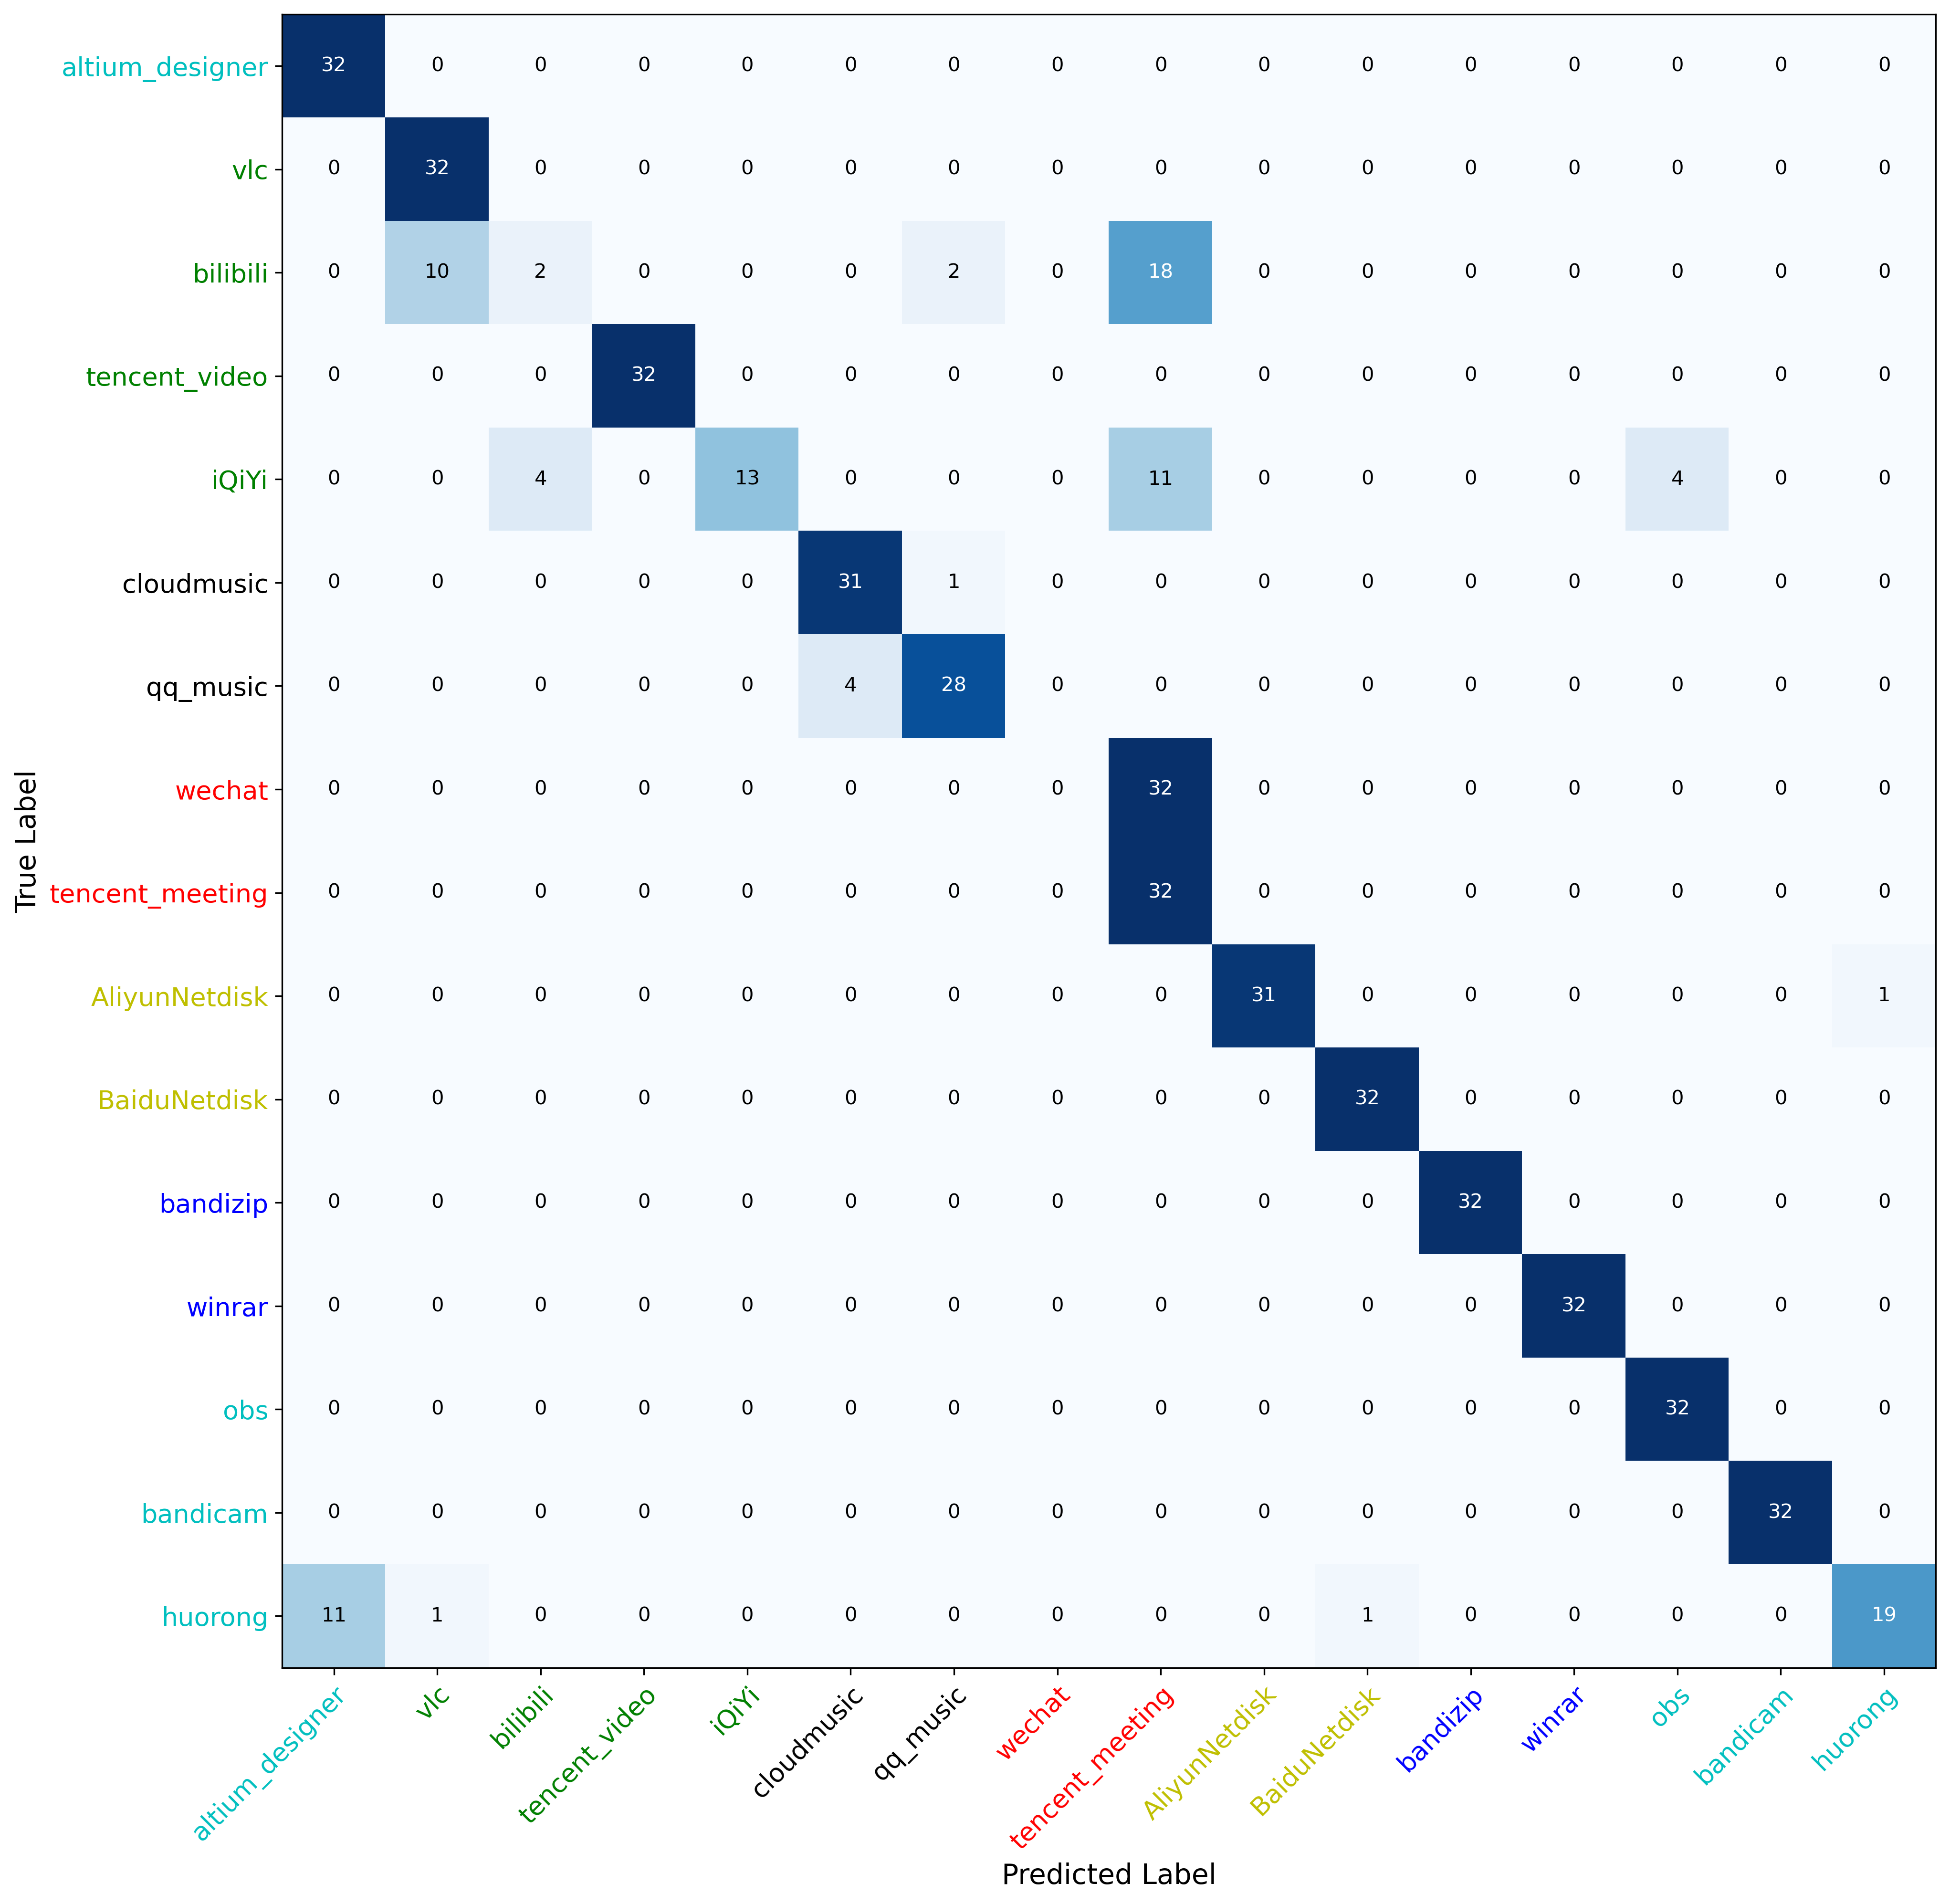 altium_designer 32 0 0 0 0 0 0 0 0 0 0 0 0 0 0 0
vlc 0 32 0 0 0 0 0 0 0 0 0 0 0 0 0 0
bilibili 0 10 2 0 0 0 2 0 18 0 0 0 0 0 0 0
tencent_video 0 0 0 32 0 0 0 0 0 0 0 0 0 0 0 0
iQiYi 0 0 4 0 13 0 0 0 11 0 0 0 0 4 0 0
cloudmusic 0 0 0 0 0 31 1 0 0 0 0 0 0 0 0 0
qq_music 0 0 0 0 0 4 28 0 0 0 0 0 0 0 0 0
wechat 0 0 0 0 0 0 0 0 32 0 0 0 0 0 0 0
True Label
tencent_meeting 0 0 0 0 0 0 0 0 32 0 0 0 0 0 0 0
AliyunNetdisk 0 0 0 0 0 0 0 0 0 31 0 0 0 0 0 1
BaiduNetdisk 0 0 0 0 0 0 0 0 0 0 32 0 0 0 0 0
bandizip 0 0 0 0 0 0 0 0 0 0 0 32 0 0 0 0
winrar 0 0 0 0 0 0 0 0 0 0 0 0 32 0 0 0
obs 0 0 0 0 0 0 0 0 0 0 0 0 0 32 0 0
bandicam 0 0 0 0 0 0 0 0 0 0 0 0 0 0 32 0
huorong 11 1 0 0 0 0 0 0 0 0 1 0 0 0 0 19
altium_designer vlc bilibili tencent_video iQiYi cloudmusic qq_music wechat tencent_meeting AliyunNetdisk BaiduNetdisk bandizip winrar obs bandicam huorong
Predicted Label